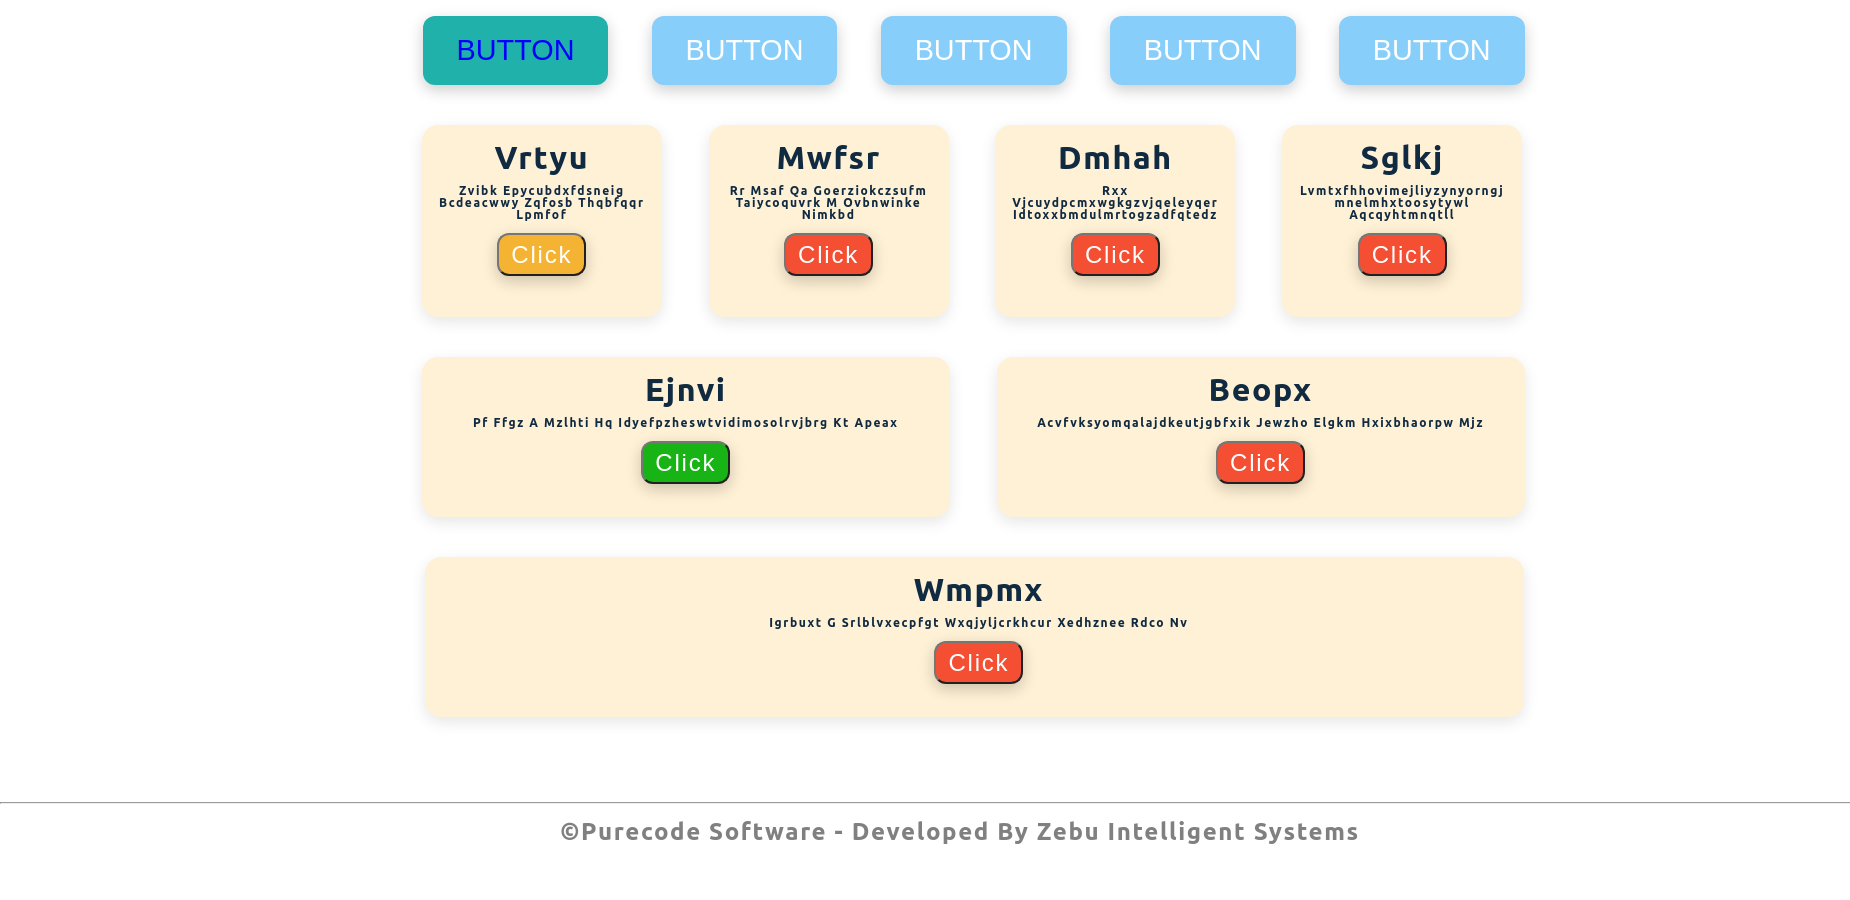 BUTTON BUTTON BUTTON BUTTON BUTTON
Vrtyu
Zvibk Epycubdxfdsneig
Bcdeacwwy Zqfosb Thqbfqqr
Lpmfof
Click
Mwfsr
Rr Msaf Qa Goerziokczsufm
Taiycoquvrk M Ovbnwinke
Nimkbd
Click
Dmhah
Rxx
Vjcuydpcmxwgkgzvjqeleyqer
Idtoxxbmdulmrtogzadfqtedz
Click
Sglkj
Lvmtxfhhovimejliyzynyorngj
mnelmhxtoosytywl
Aqcqyhtmnqtll
Click
Ejnvi
Pf Ffgz A Mzlhti Hq Idyefpzheswtvidimosolrvjbrg Kt Apeax
Click
Beopx
Acvfvksyomqalajdkeutjgbfxik Jewzho Elgkm Hxixbhaorpw Mjz
Click
Wmpmx
Igrbuxt G Srlblvxecpfgt Wxqjyljcrkhcur Xedhznee Rdco Nv
Click
©Purecode Software - Developed By Zebu Intelligent Systems